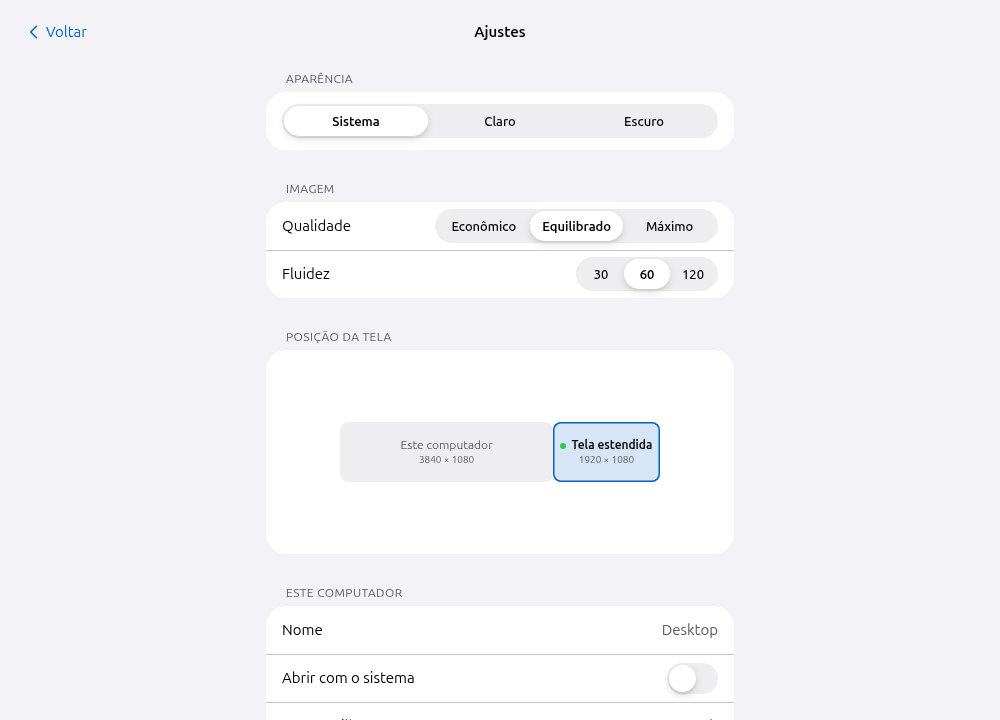 Voltar
Ajustes
APARÊNCIA
Sistema Claro Escuro
IMAGEM
Qualidade Econômico Equilibrado Máximo
Fluidez 30 60 120
POSIÇÃO DA TELA
Este computador
3840 × 1080
Tela estendida
1920 × 1080
ESTE COMPUTADOR
Nome Desktop
Abrir com o sistema